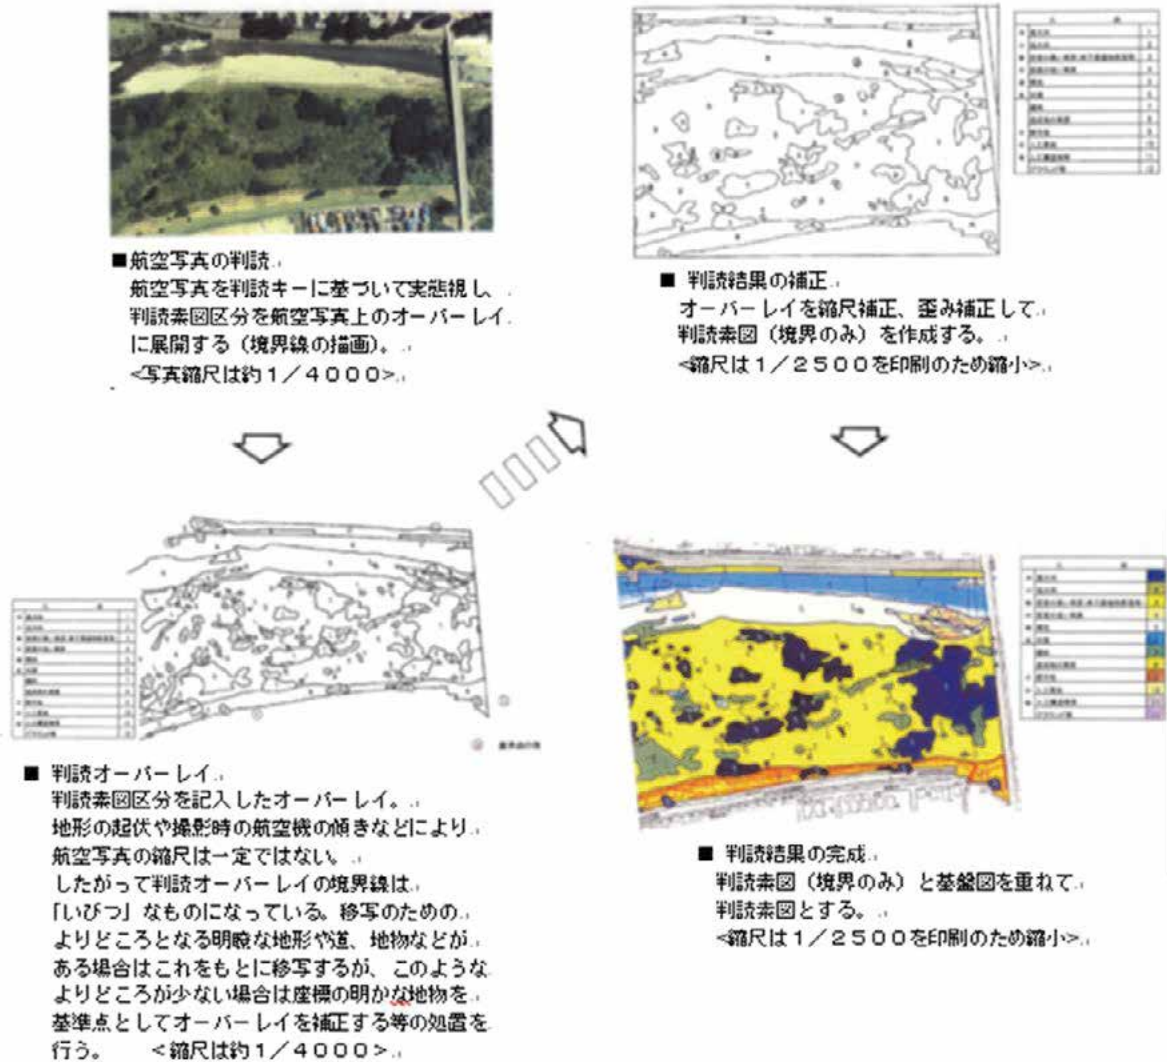 ■航空写真の判読
航空写真を判読キーに基づいて実態視し、
判読素図区分を航空写真上のオーバーレイ
に展開する（境界線の描画）。
<写真縮尺は約１／４０００>
■ 判読オーバーレイ
判読素図区分を記入したオーバーレイ。
地形の起伏や撮影時の航空機の傾きなどにより
航空写真の縮尺は一定ではない。
したがって判読オーバーレイの境界線は
「いびつ」なものになっている。移写のための
よりどころとなる明瞭な地形や道、地物などが
ある場合はこれをもとに移写するが、このような
よりどころが少ない場合は座標の明かな地物を
基準点としてオーバーレイを補正する等の処置を
行う。　　<縮尺は約１／４０００>
■ 判読結果の補正
オーバーレイを縮尺補正、歪み補正して
判読素図（境界のみ）を作成する。
<縮尺は１／２５００を印刷のため縮小>
■ 判読結果の完成
判読素図（境界のみ）と基盤図を重ねて
判読素図とする。
<縮尺は１／２５００を印刷のため縮小>